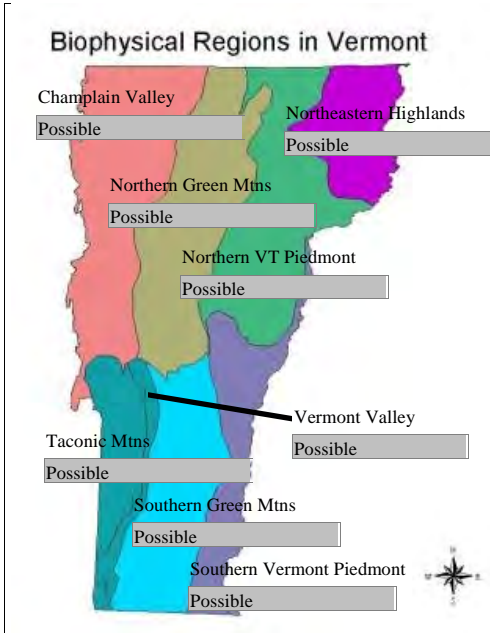 Biophysical Regions in Vermont
Champlain Valley
Possible
Northeastern Highlands
Possible
Northern Green Mtns
Possible
Northern VT Piedmont
Possible
Vermont Valley
Possible
Taconic Mtns
Possible
Southern Green Mtns
Possible
Southern Vermont Piedmont
Possible